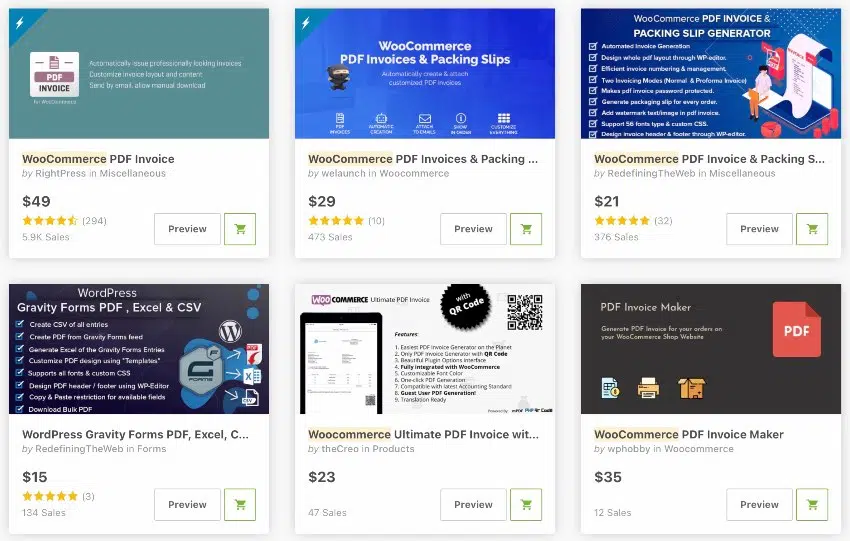 PDF
INVOICE
for WooCommerce
Automatically issue professionally looking invoices
Customize invoice layout and content
Send by email, allow manual download
WooCommerce PDF Invoice
by RightPress in Miscellaneous
$49
(294)
5.9K Sales
Preview
WooCommerce
PDF Invoices & Packing Slips
Automatically create & attach
customized PDF Invoices
PDF
INVOICES
AUTOMATIC
CREATION
ATTACH
TO EMAILS
SHOW
IN ORDER
CUSTOMIZE
EVERYTHING
WooCommerce PDF Invoices & Packing ...
by welaunch in Woocommerce
$29
(10)
473 Sales
Preview
WooCommerce PDF INVOICE &
PACKING SLIP GENERATOR
Automated Invoice Generation
Design whole pdf layout through WP-editor.
Efficient invoice numbering & management,
Two Invoicing Modes (Normal & Proforma Invoice)
Makes pdf invoice password protected.
Generate packaging slip for every order.
Add watermark text/image in pdf invoice.
Support 56 fonts type & custom CSS.
Design invoice header & footer through WP-editor.
WooCommerce PDF Invoice & Packing S...
by RedefiningTheWeb in Miscellaneous
$21
(32)
376 Sales
Preview
WordPress
Gravity Forms PDF , Excel & CSV
Create CSV of all entries
Create PDF from Gravity Forms feed
Generate Excel of the Gravity Forms Entries
Customize PDF design using "Templates"
Supports all fonts & custom CSS
Design PDF header / footer using WP-Editor
Copy & Paste restriction for available fields
Download Bulk PDF
FORMS
WordPress Gravity Forms PDF, Excel, C...
by RedefiningTheWeb in Forms
$15
(3)
134 Sales
Preview
WOO COMMERCE Ultimate PDF Invoice
with
QR Code
Features:
1. Easiest PDF Invoice Generator on the Planet
2. Only PDF Invoice Generator with QR Code
3. Beautiful Plugin Options Interface
4. Fully integrated with WooCommerce
5. Customizable Font Color
6. One-click PDF Generation
7. Compatible with latest Accounting Standard
8. Guest User PDF Generation!
9. Translation Ready
Powered by
Woocommerce Ultimate PDF Invoice wit...
by theCreo in Products
$23
47 Sales
Preview
PDF Invoice Maker
Generate PDF Invoice for your orders on
your WooCommerce Shop Website
PDF
WooCommerce PDF Invoice Maker
by wphobby in Woocommerce
$35
12 Sales
Preview